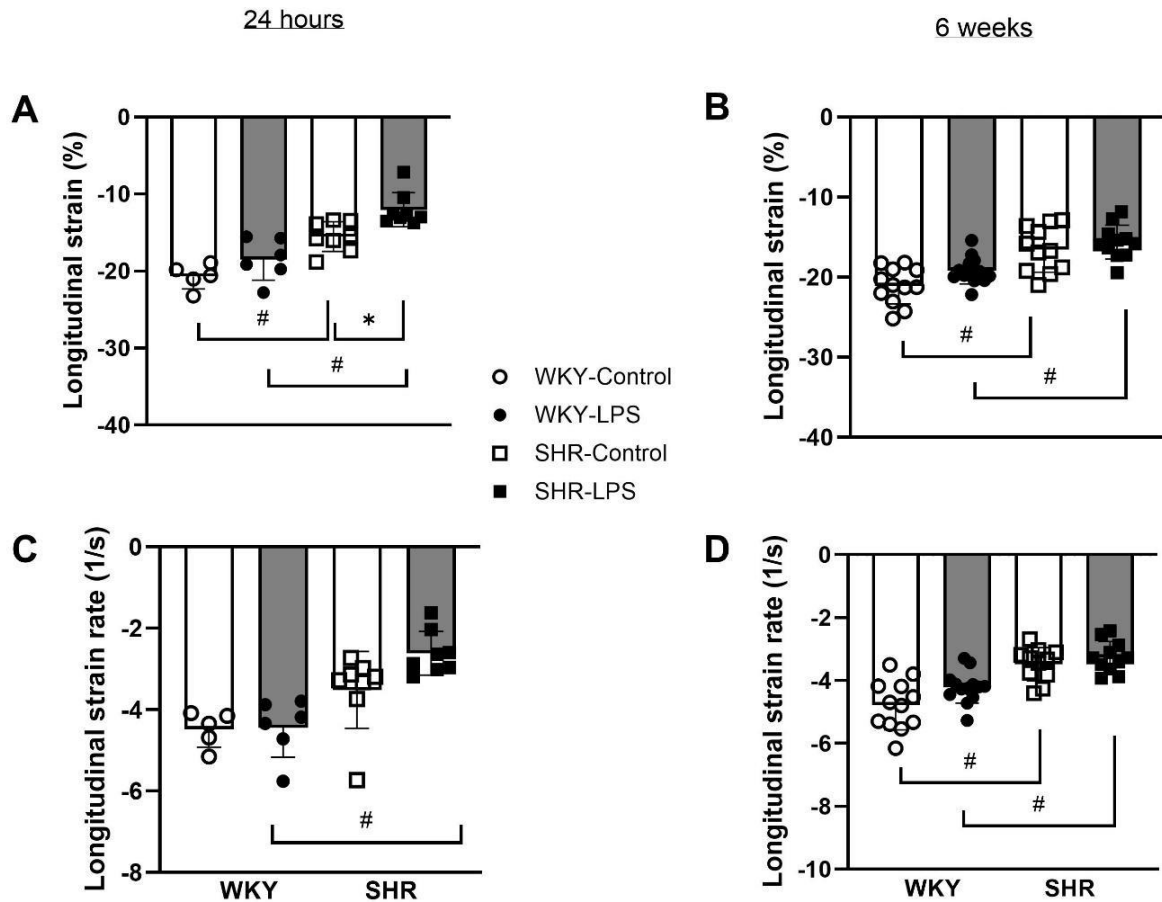 24 hours
6 weeks
A
Longitudinal strain (%)
0
-10
-20
-30
-40
#
*
#
B
Longitudinal strain (%)
0
-10
-20
-30
-40
#
#
WKY-Control
WKY-LPS
SHR-Control
SHR-LPS
C
Longitudinal strain rate (1/s)
0
-2
-4
-6
-8
#
WKY
SHR
D
Longitudinal strain rate (1/s)
0
-2
-4
-6
-8
-10
#
#
WKY
SHR